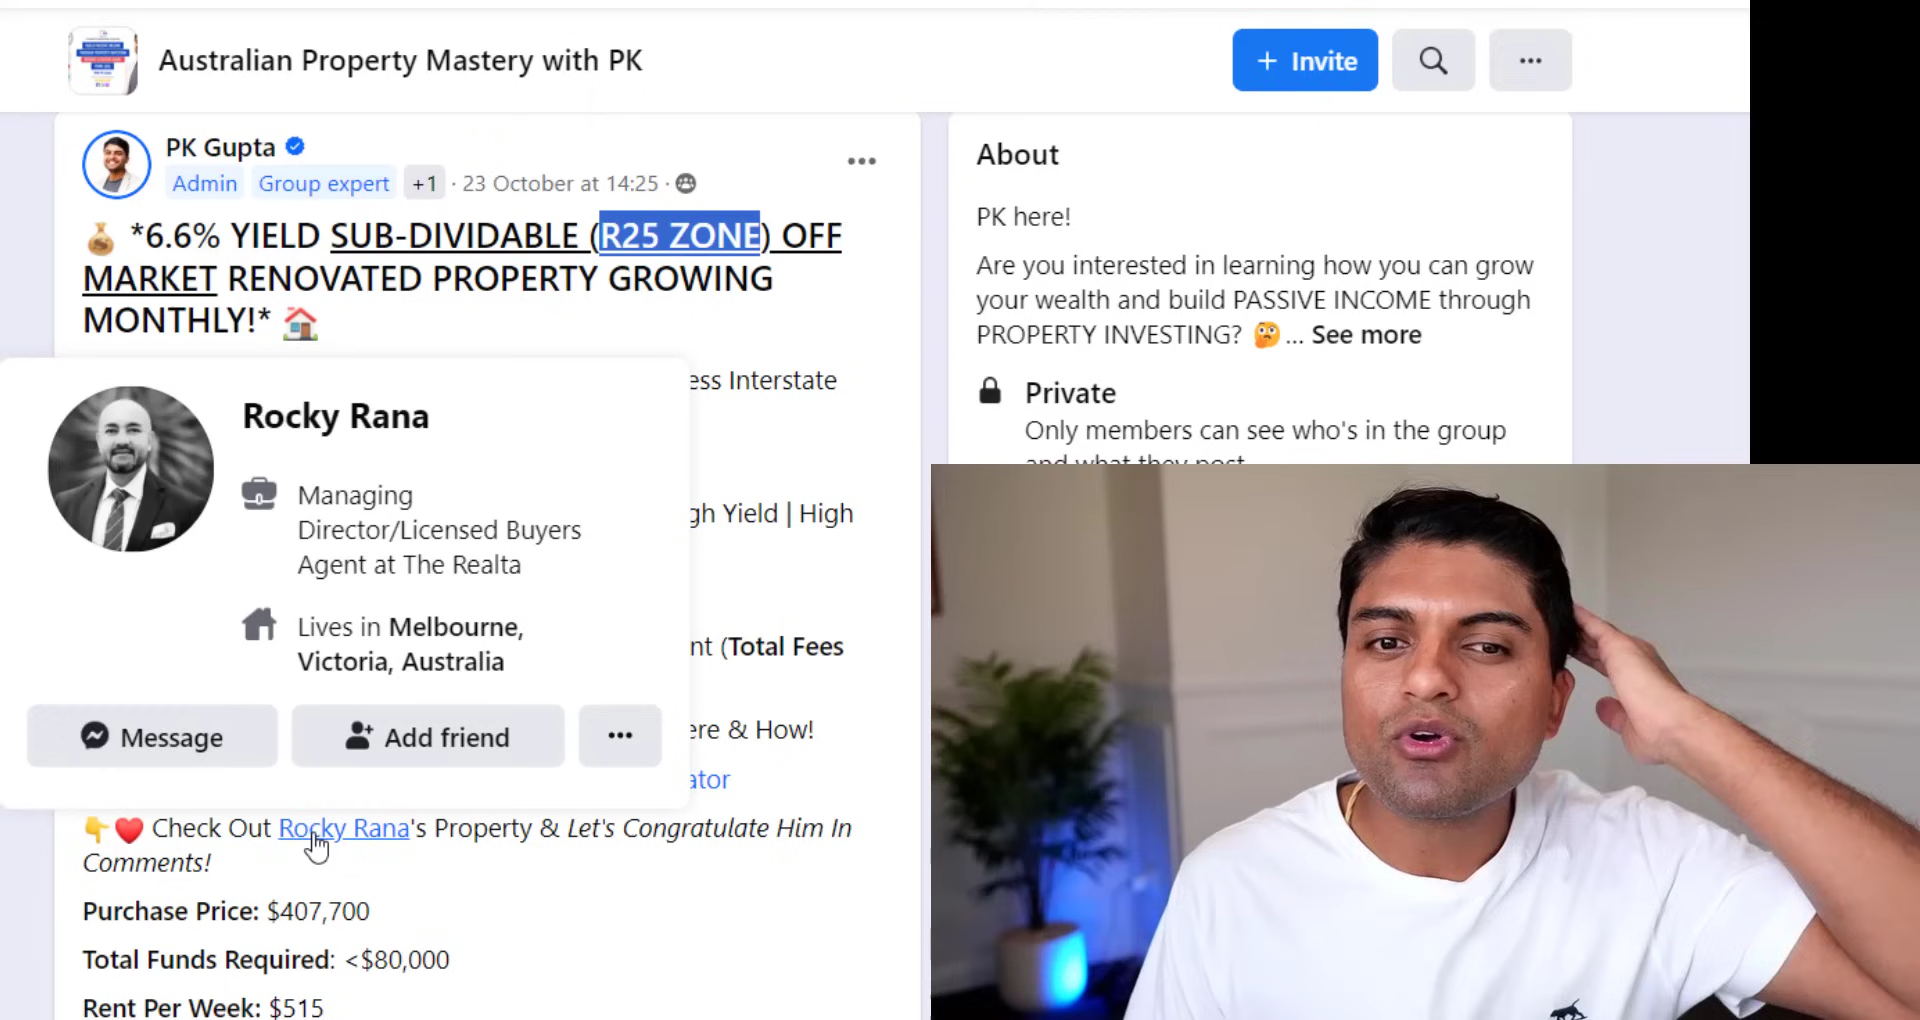 Australian Property Mastery with PK
+ Invite
PK Gupta
Admin Group expert +1 · 23 October at 14:25 ·
*6.6% YIELD SUB-DIVIDABLE (R25 ZONE) OFF
MARKET RENOVATED PROPERTY GROWING
MONTHLY!*
ess Interstate
gh Yield | High
nt (Total Fees
ere & How!
ator
Rocky Rana
Managing
Director/Licensed Buyers
Agent at The Realta
Lives in Melbourne,
Victoria, Australia
Message
Add friend
👇❤️ Check Out Rocky Rana's Property & Let's Congratulate Him In
Comments!
Purchase Price: $407,700
Total Funds Required: <$80,000
Rent Per Week: $515
About
PK here!
Are you interested in learning how you can grow
your wealth and build PASSIVE INCOME through
PROPERTY INVESTING? 🤔 ... See more
Private
Only members can see who's in the group
and what they post.